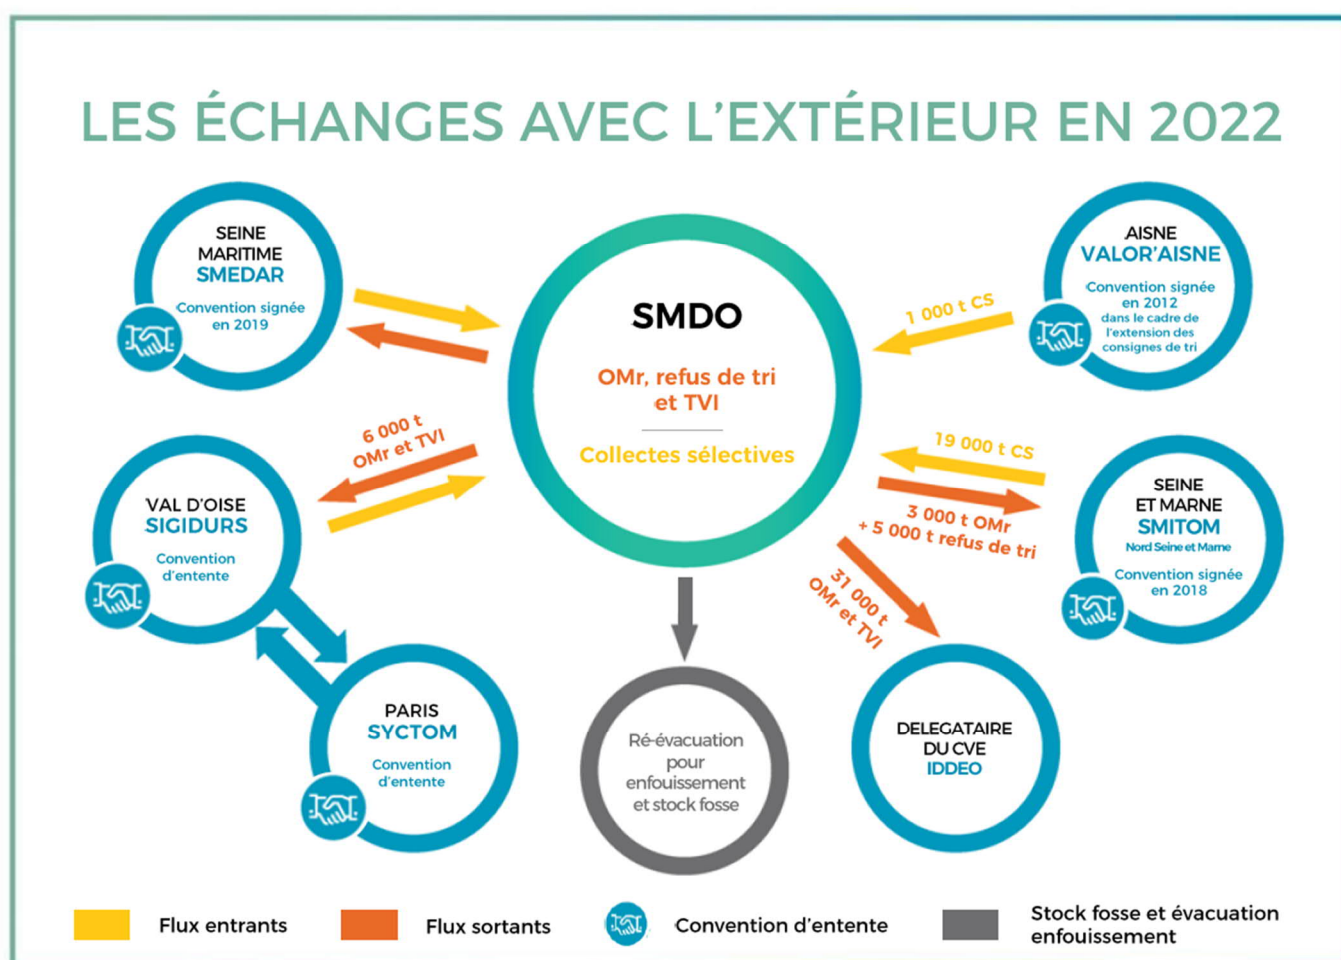 LES ÉCHANGES AVEC L'EXTÉRIEUR EN 2022
SEINE
MARITIME
SMEDAR
Convention signée
en 2019
SMDO
OMr, refus de tri
et TVI
Collectes sélectives
1 000 t CS
AISNE
VALOR'AISNE
Convention signée
en 2012
dans le cadre de
l'extension des
consignes de tri
6 000 t
OMr et TVI
VAL D'OISE
SIGIDURS
Convention
d'entente
19 000 t CS
3 000 t OMr
+ 5 000 t refus de tri
SEINE
ET MARNE
SMITOM
Nord Seine et Marne
Convention signée
en 2018
31 000 t
OMr et TVI
PARIS
SYCTOM
Convention
d'entente
Ré-évacuation
pour
enfouissement
et stock fosse
DELEGATAIRE
DU CVE
IDDEO
Flux entrants
Flux sortants
Convention d'entente
Stock fosse et évacuation
enfouissement